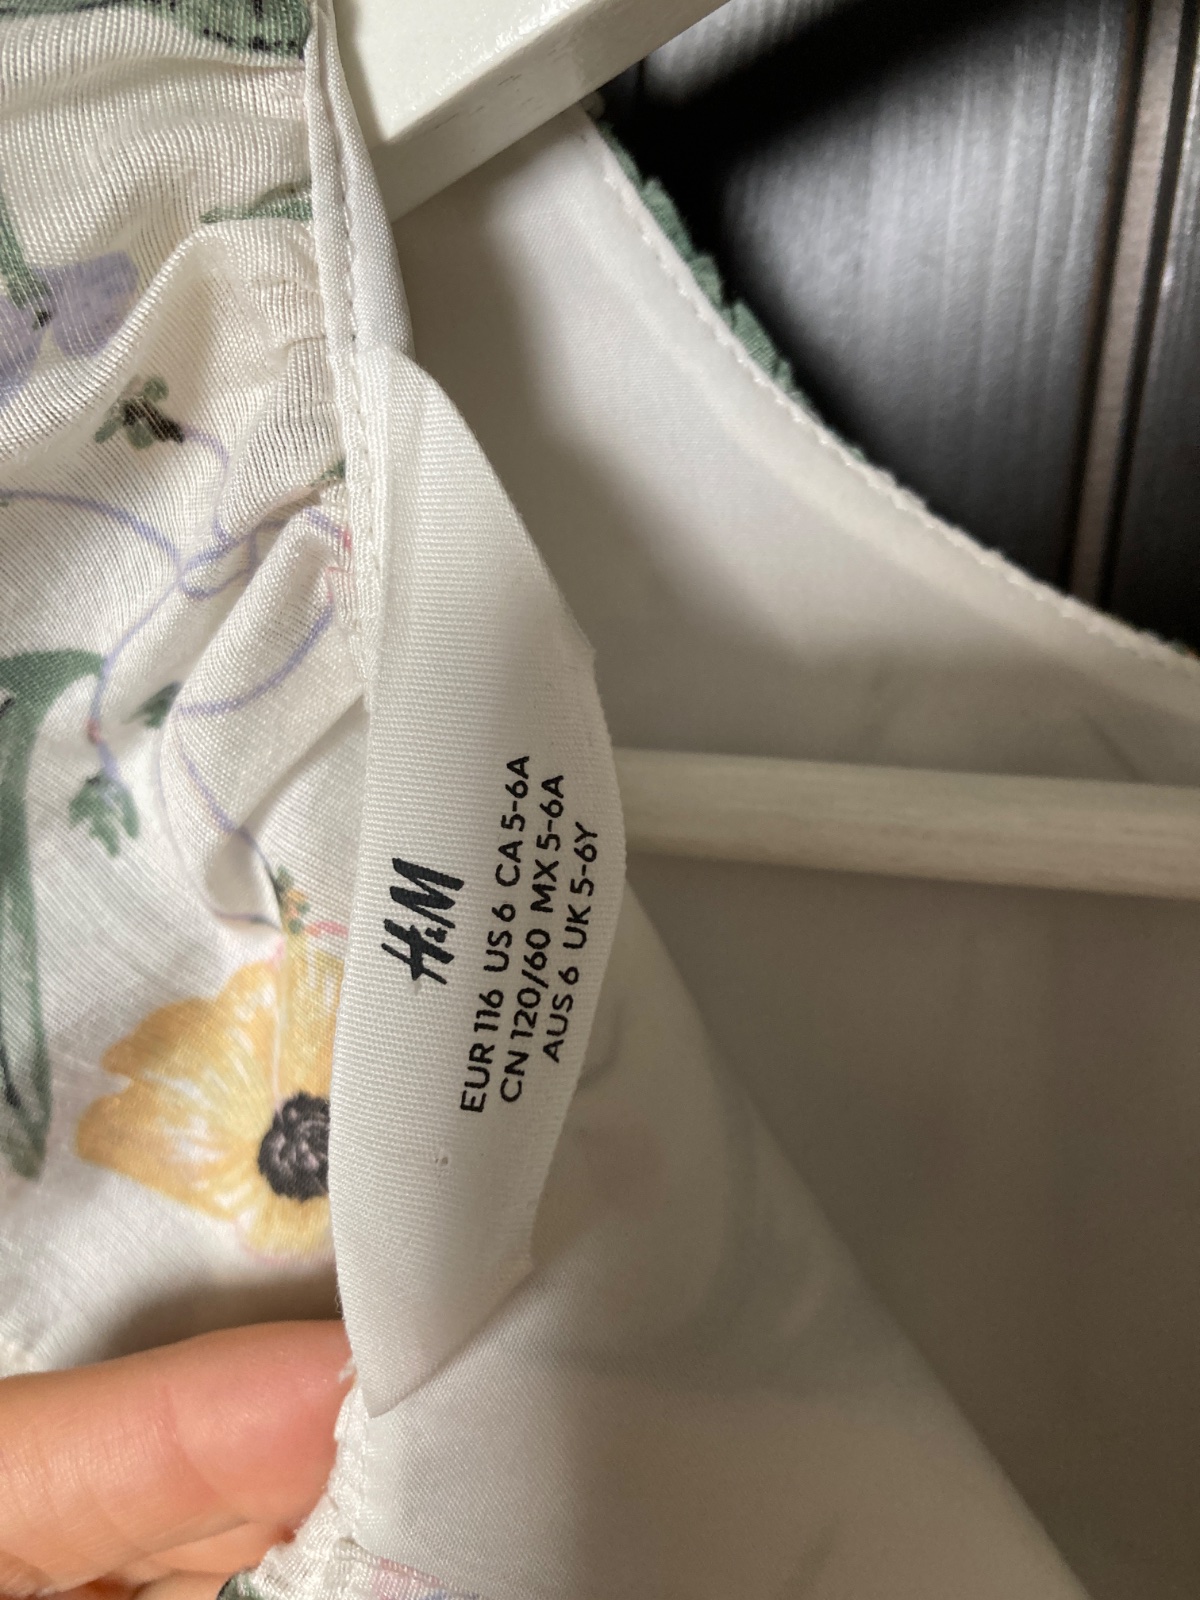 H&M
EUR 116 US 6 CA 5-6A
CN 120/60 MX 5-6A
AUS 6 UK 5-6Y